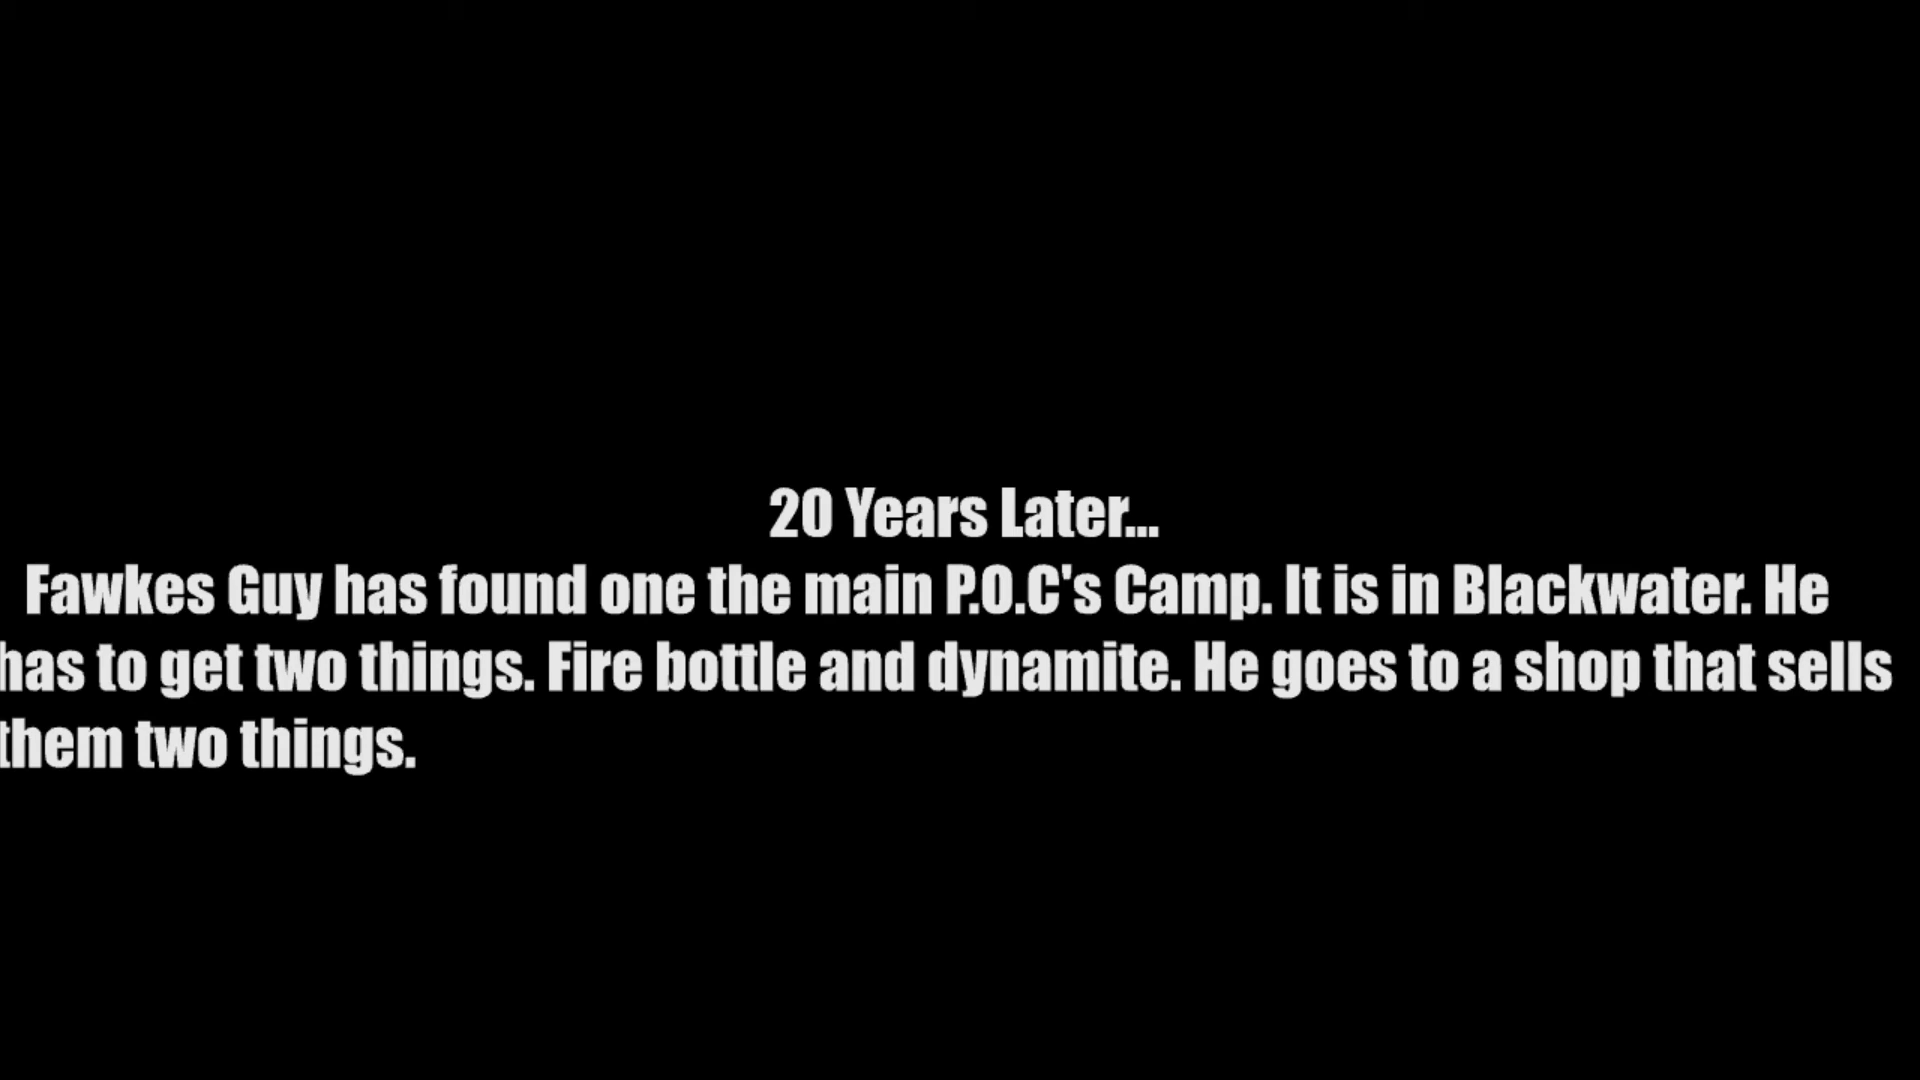 20 Years Later...
Fawkes Guy has found one the main P.O.C's Camp. It is in Blackwater. He
has to get two things. Fire bottle and dynamite. He goes to a shop that sells
them two things.